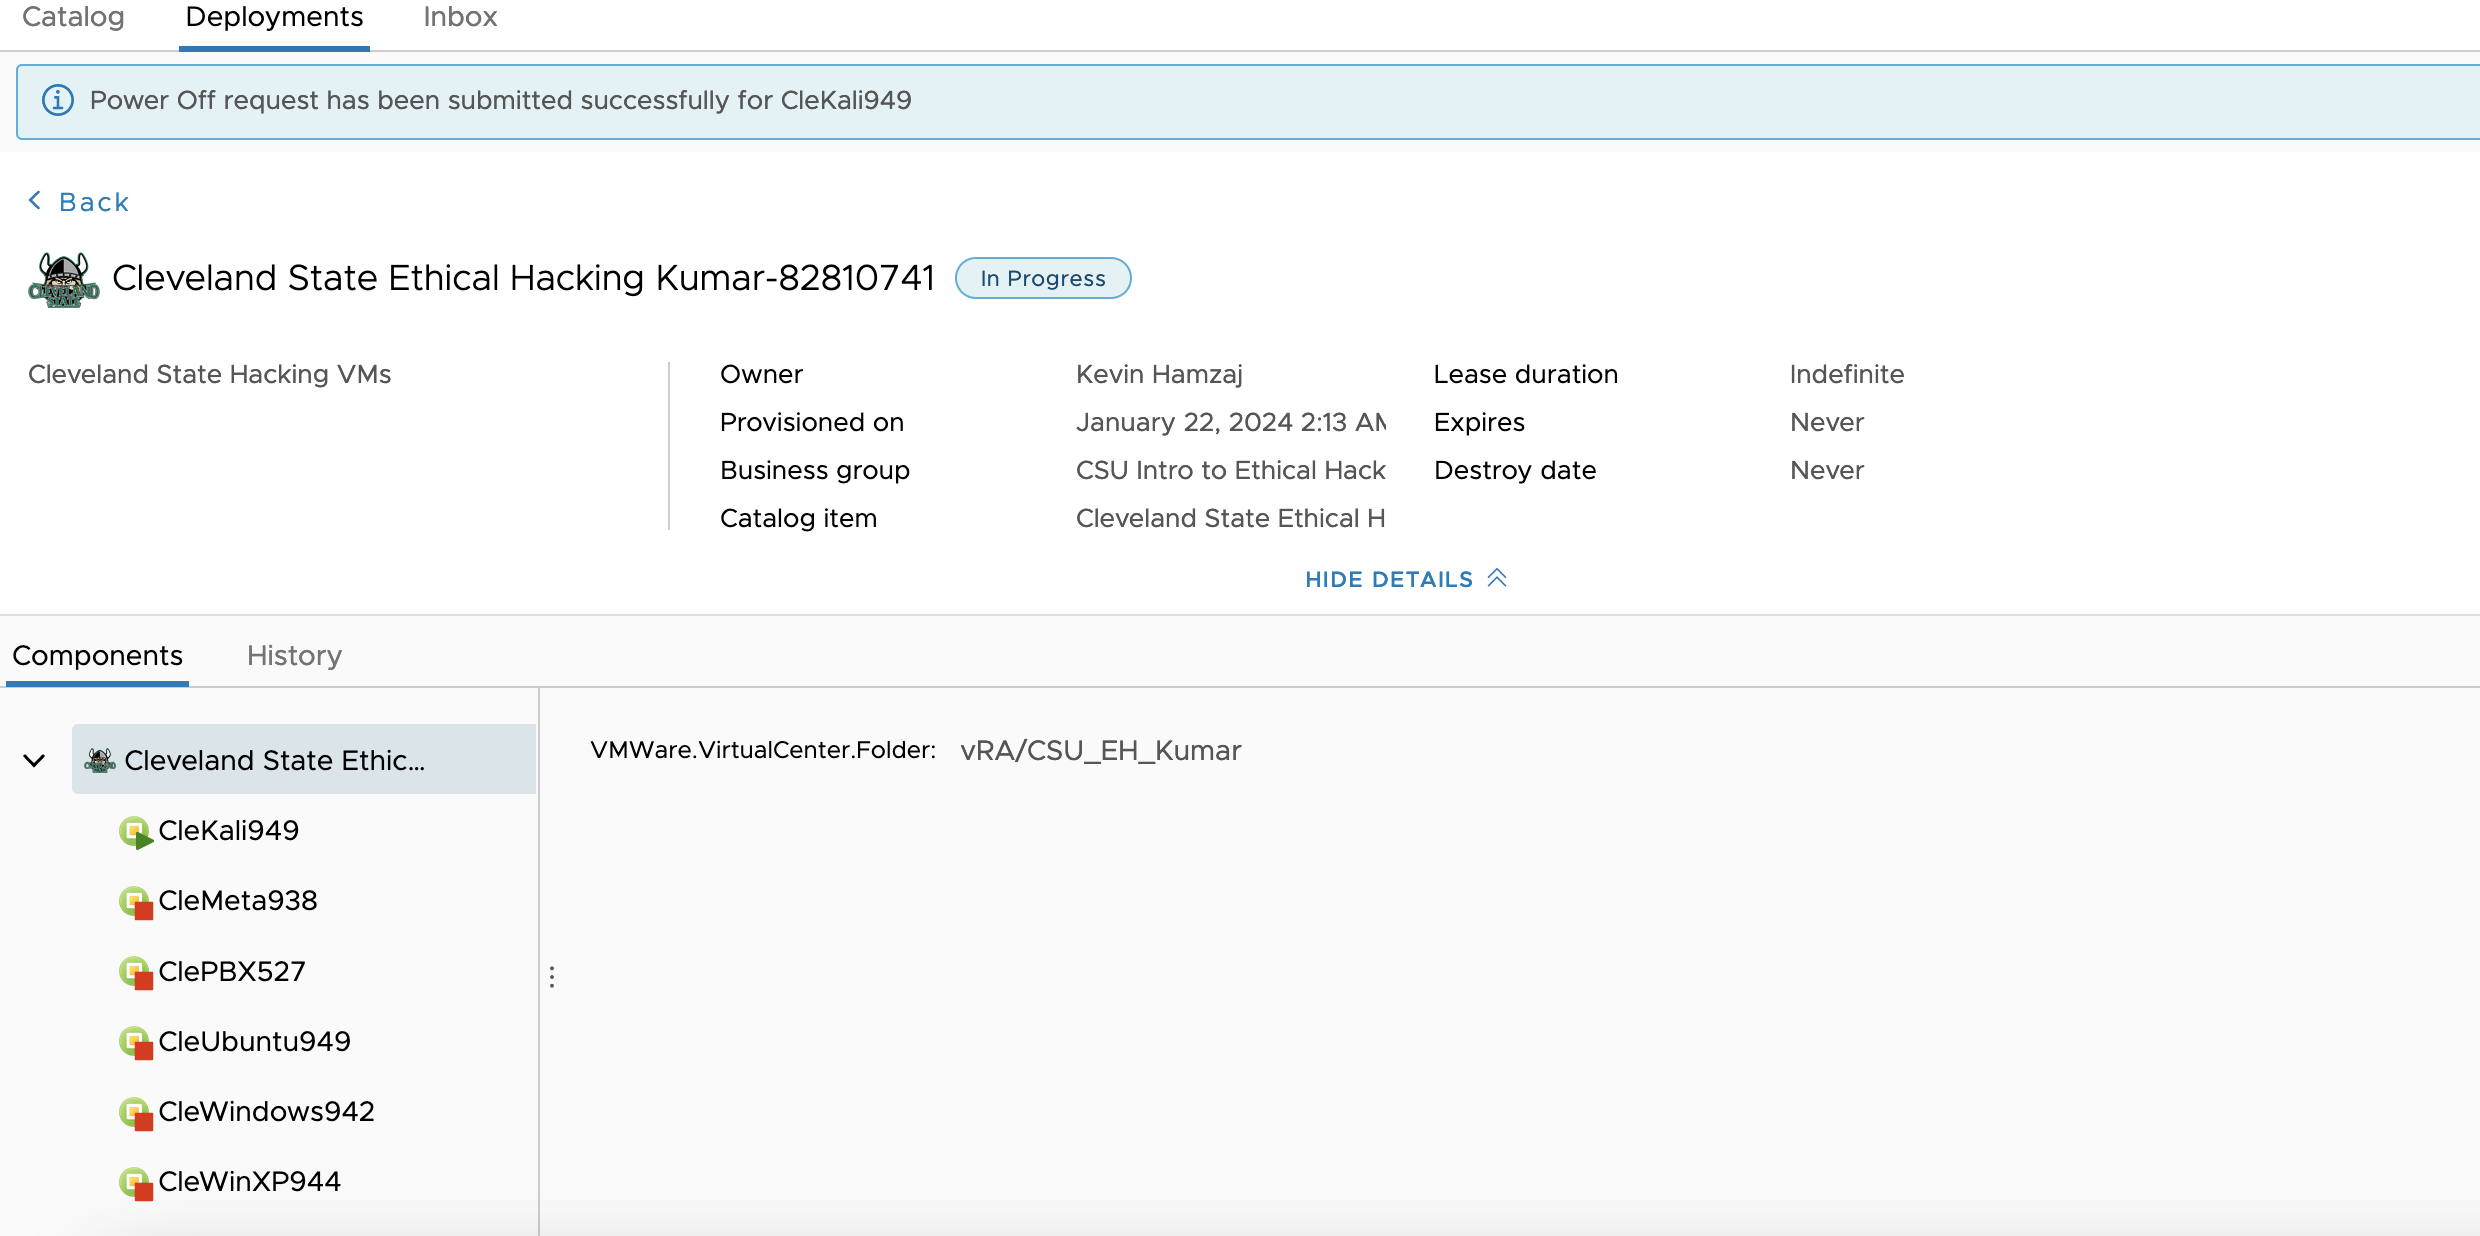 Catalog Deployments Inbox
Power Off request has been submitted successfully for CleKali949
Back
Cleveland State Ethical Hacking Kumar-82810741 In Progress
CLEVELAND
STATE
Cleveland State Hacking VMs
Owner Kevin Hamzaj Lease duration Indefinite
Provisioned on January 22, 2024 2:13 AM Expires Never
Business group CSU Intro to Ethical Hack Destroy date Never
Catalog item Cleveland State Ethical H
HIDE DETAILS
Components History
Cleveland State Ethic...
VMWare.VirtualCenter.Folder: vRA/CSU_EH_Kumar
CleKali949
CleMeta938
ClePBX527
CleUbuntu949
CleWindows942
CleWinXP944